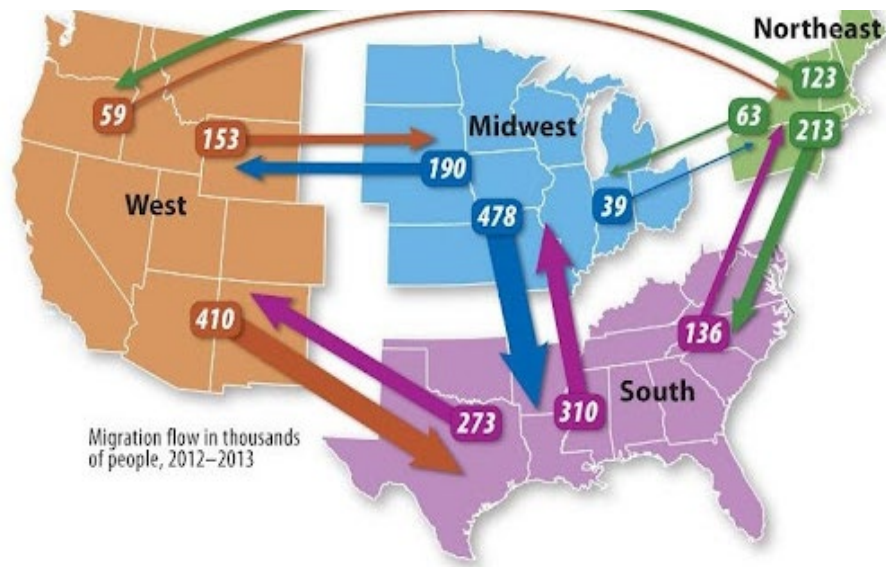 Northeast
123
59
63
213
153
Midwest
190
39
West
478
410
136
South
310
273
Migration flow in thousands
of people, 2012–2013